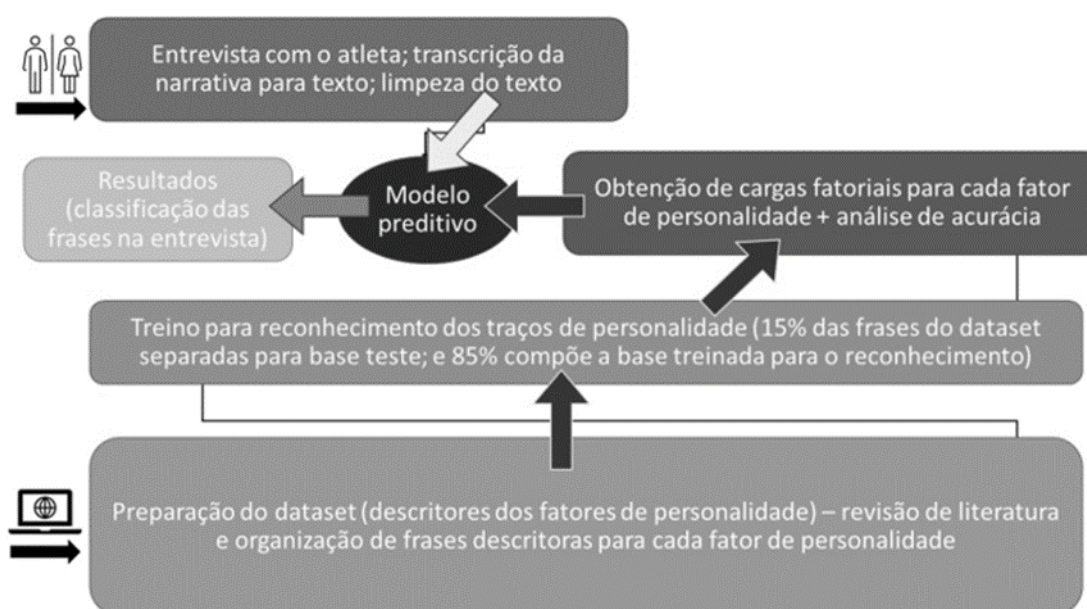 Entrevista com o atleta; transcrição da
narrativa para texto; limpeza do texto
Resultados
(classificação das
frases na entrevista)
Modelo
preditivo
Obtenção de cargas fatoriais para cada fator
de personalidade + análise de acurácia
Treino para reconhecimento dos traços de personalidade (15% das frases do dataset
separadas para base teste; e 85% compõe a base treinada para o reconhecimento)
Preparação do dataset (descritores dos fatores de personalidade) – revisão de literatura
e organização de frases descritoras para cada fator de personalidade